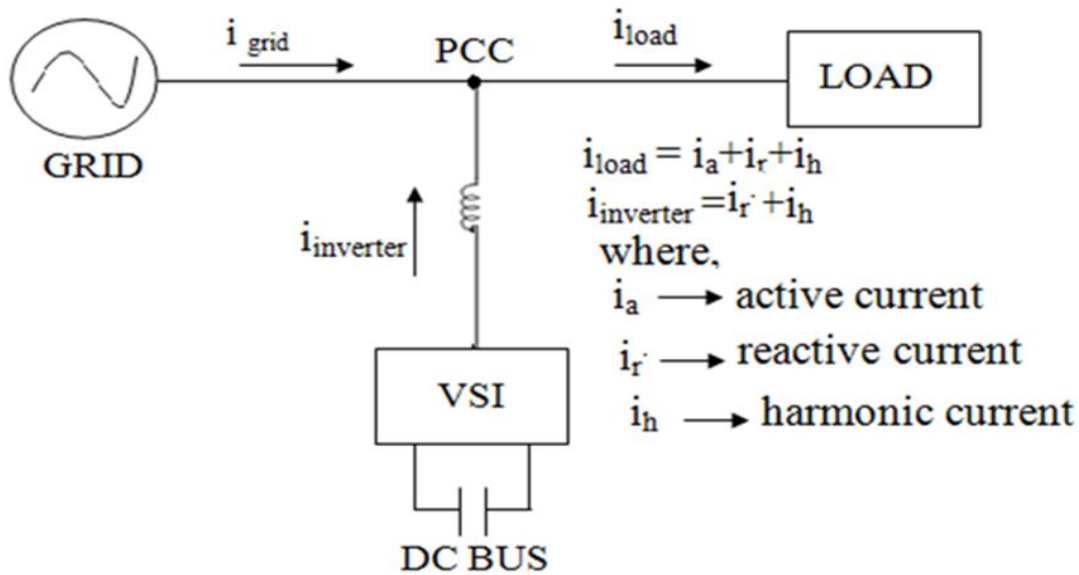 i grid
PCC
iload
LOAD
GRID
iload = ia+ir+ih
iinverter =ir+ih
where,
iinverter
ia → active current
ir → reactive current
ih → harmonic current
VSI
DC BUS